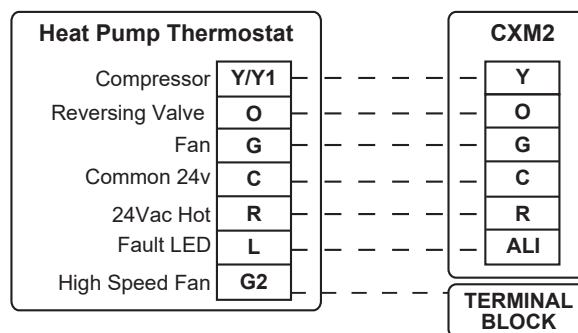 Heat Pump Thermostat CXM2
Compressor Y/Y1 Y
Reversing Valve O O
Fan G G
Common 24v C C
24Vac Hot R R
Fault LED L ALI
High Speed Fan G2
TERMINAL
BLOCK